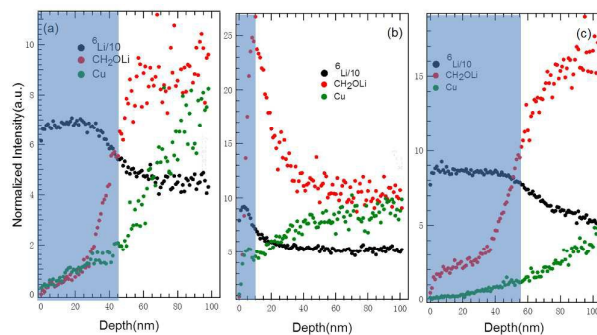 (a)
⁶Li/10
CH₂OLi
Cu
10
8
6
4
2
0
0 20 40 60 80 100
Depth(nm)
Normalized Intensity(a.u.)
(b)
⁶Li/10
CH₂OLi
Cu
25
20
15
10
5
0 20 40 60 80 100
Depth(nm)
(c)
⁶Li/10
CH₂OLi
Cu
15
10
5
0
0 20 40 60 80 100
Depth(nm)